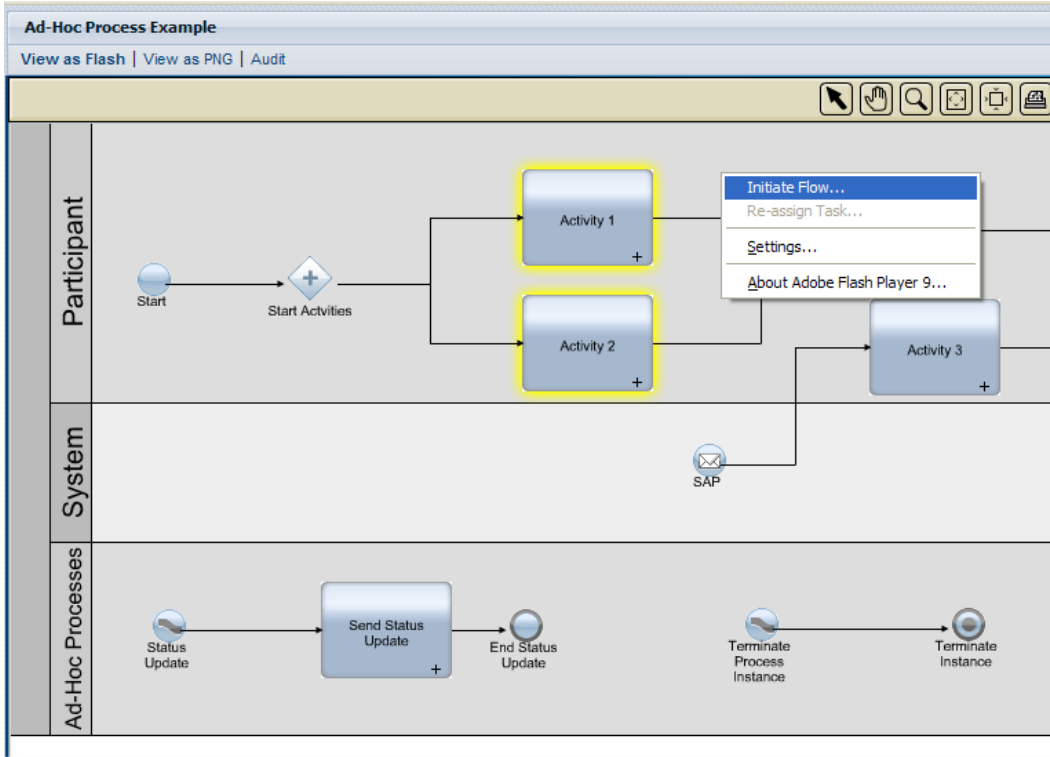 Ad-Hoc Process Example
View as Flash | View as PNG | Audit
Participant
Start
Start Actvities
Activity 1
Activity 2
Initiate Flow...
Re-assign Task...
Settings...
About Adobe Flash Player 9...
Activity 3
System
SAP
Ad-Hoc Processes
Status
Update
Send Status
Update
End Status
Update
Terminate
Process
Instance
Terminate
Instance